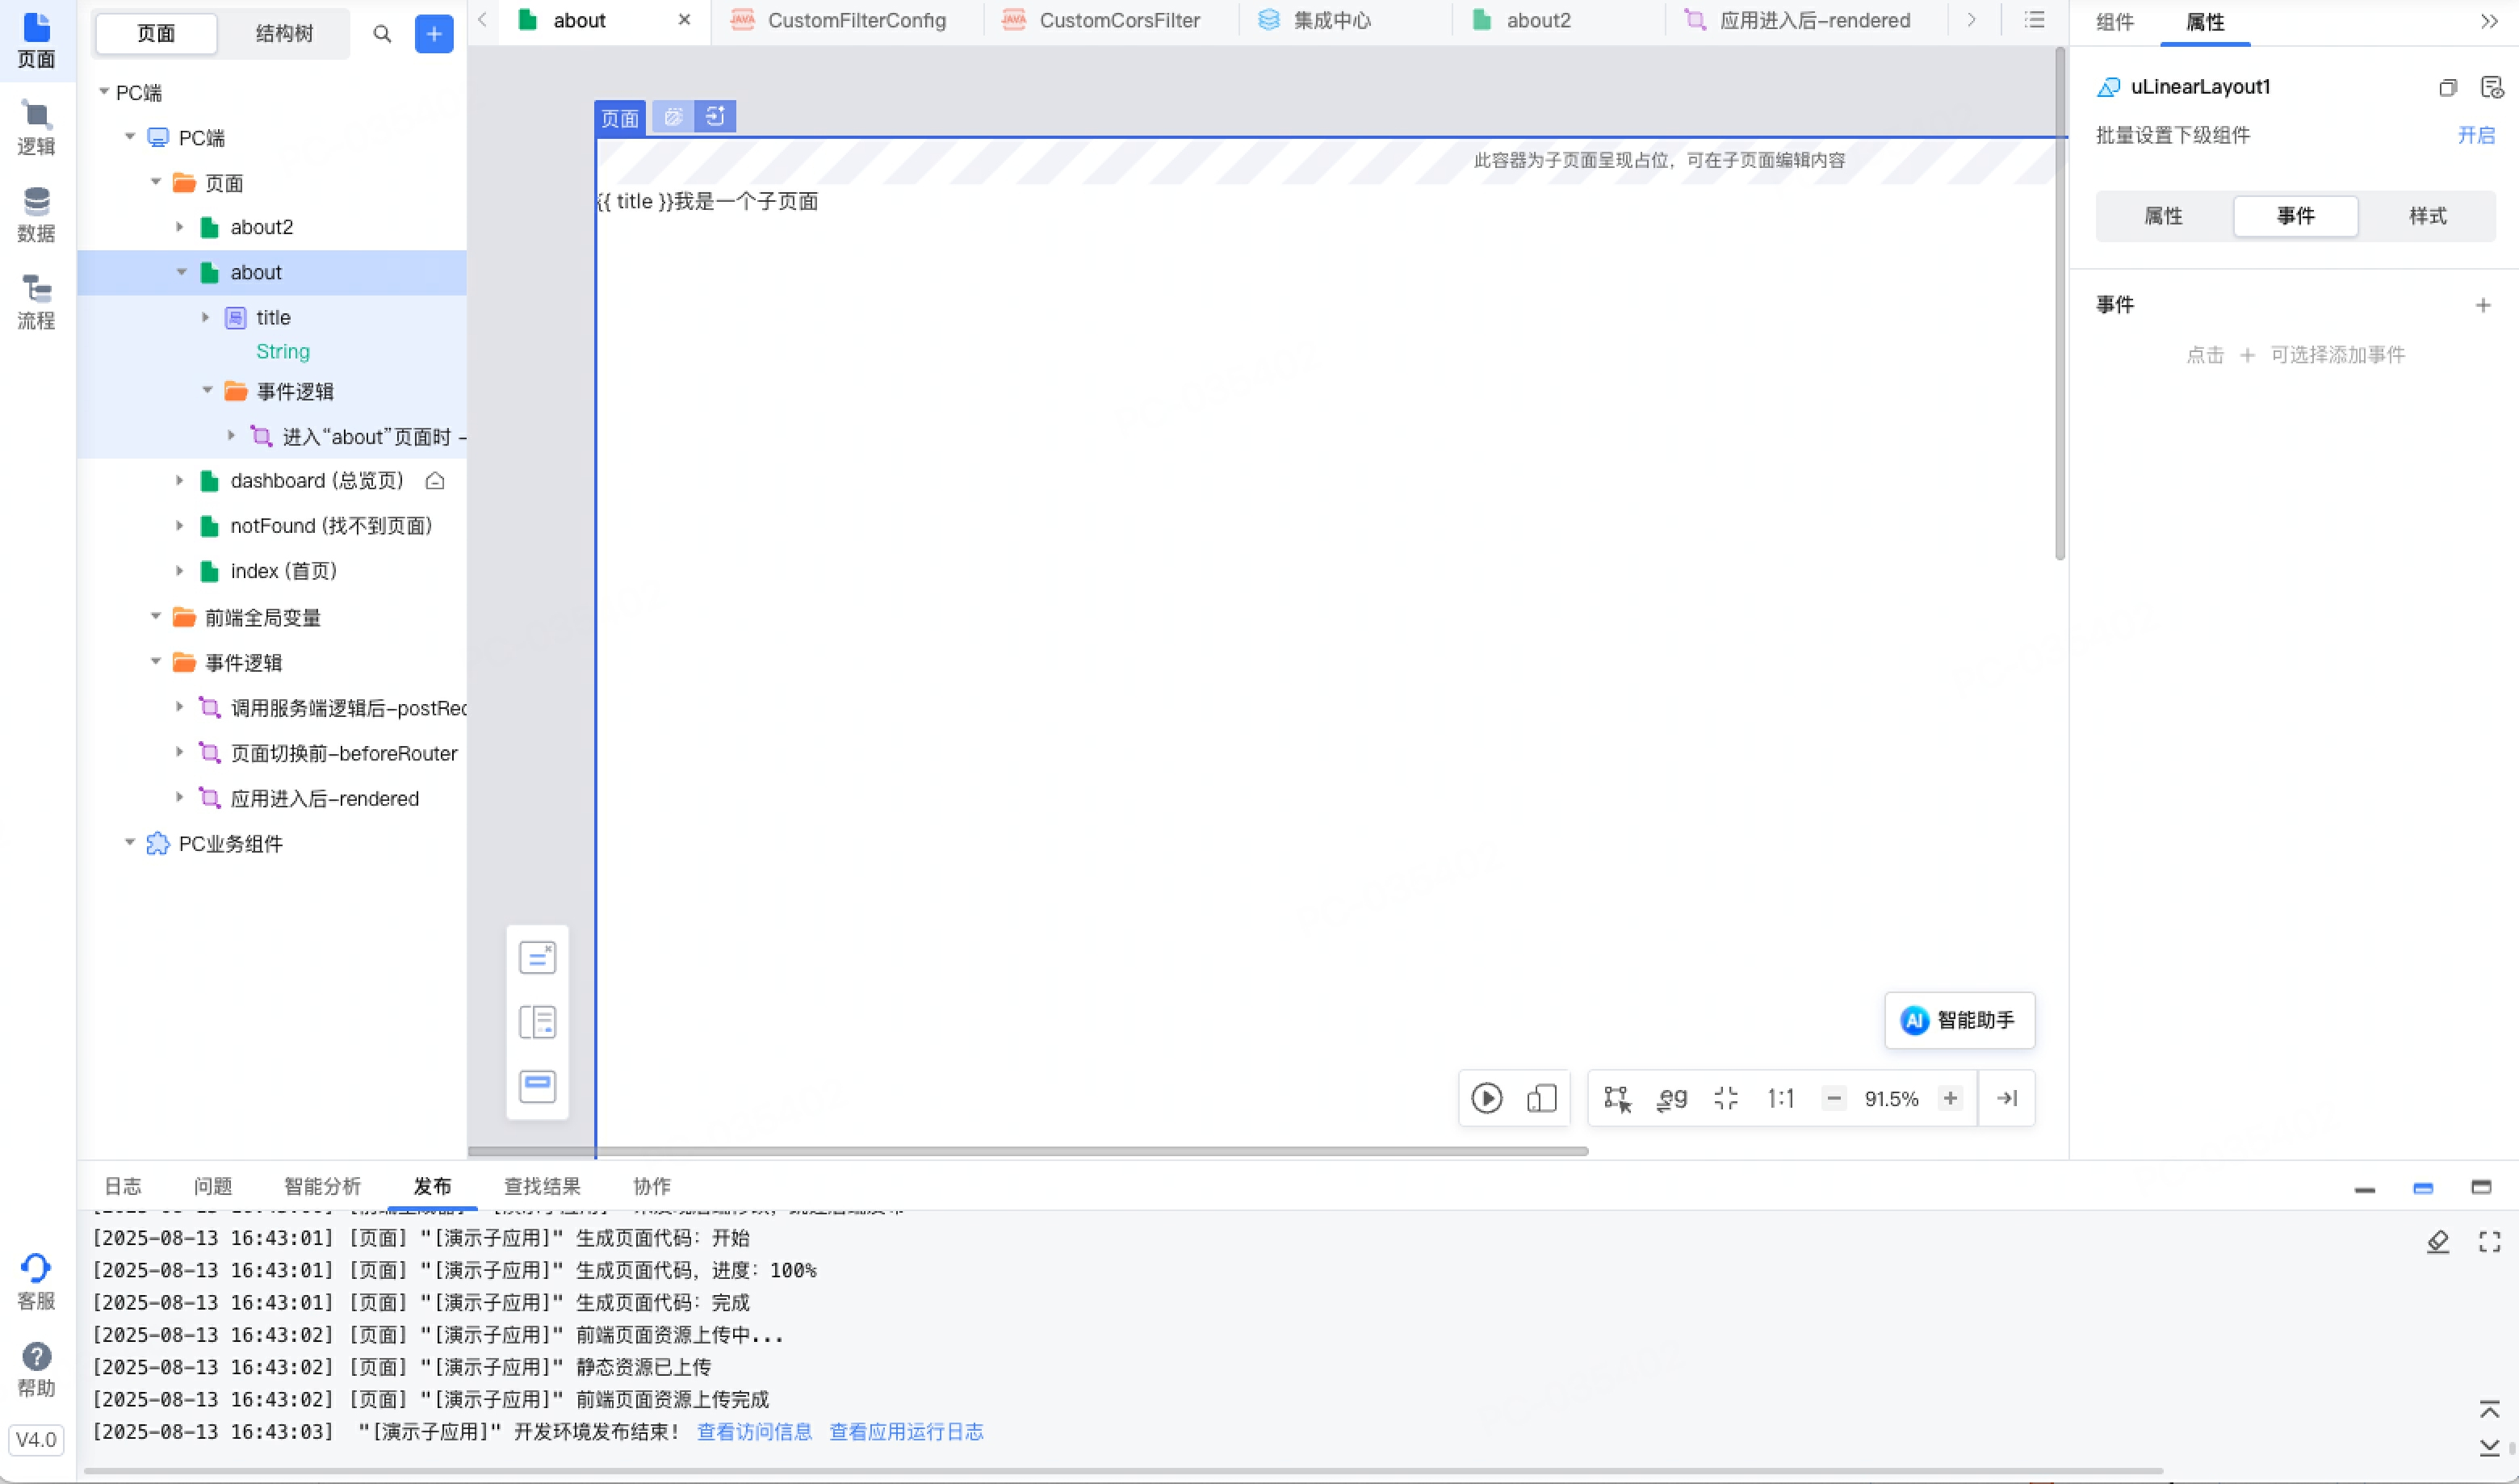 页面
逻辑
数据
流程
客服
帮助
V4.0
页面 结构树
PC端
PC端
页面
about2
about
title
String
事件逻辑
进入“about”页面时 –
dashboard (总览页)
notFound (找不到页面)
index (首页)
前端全局变量
事件逻辑
调用服务端逻辑后–postRec
页面切换前–beforeRouter
应用进入后–rendered
PC业务组件
about JAVA CustomFilterConfig JAVA CustomCorsFilter 集成中心 about2 应用进入后–rendered
页面
此容器为子页面呈现占位，可在子页面编辑内容
{{ title }}我是一个子页面
AI 智能助手
eg 1:1 91.5%
组件 属性
uLinearLayout1
批量设置下级组件 开启
属性 事件 样式
事件
点击 + 可选择添加事件
日志 问题 智能分析 发布 查找结果 协作
[2025-08-13 16:43:01] [页面] "[演示子应用]" 生成页面代码：开始
[2025-08-13 16:43:01] [页面] "[演示子应用]" 生成页面代码，进度：100%
[2025-08-13 16:43:01] [页面] "[演示子应用]" 生成页面代码：完成
[2025-08-13 16:43:02] [页面] "[演示子应用]" 前端页面资源上传中...
[2025-08-13 16:43:02] [页面] "[演示子应用]" 静态资源已上传
[2025-08-13 16:43:02] [页面] "[演示子应用]" 前端页面资源上传完成
[2025-08-13 16:43:03] "[演示子应用]" 开发环境发布结束！ 查看访问信息 查看应用运行日志